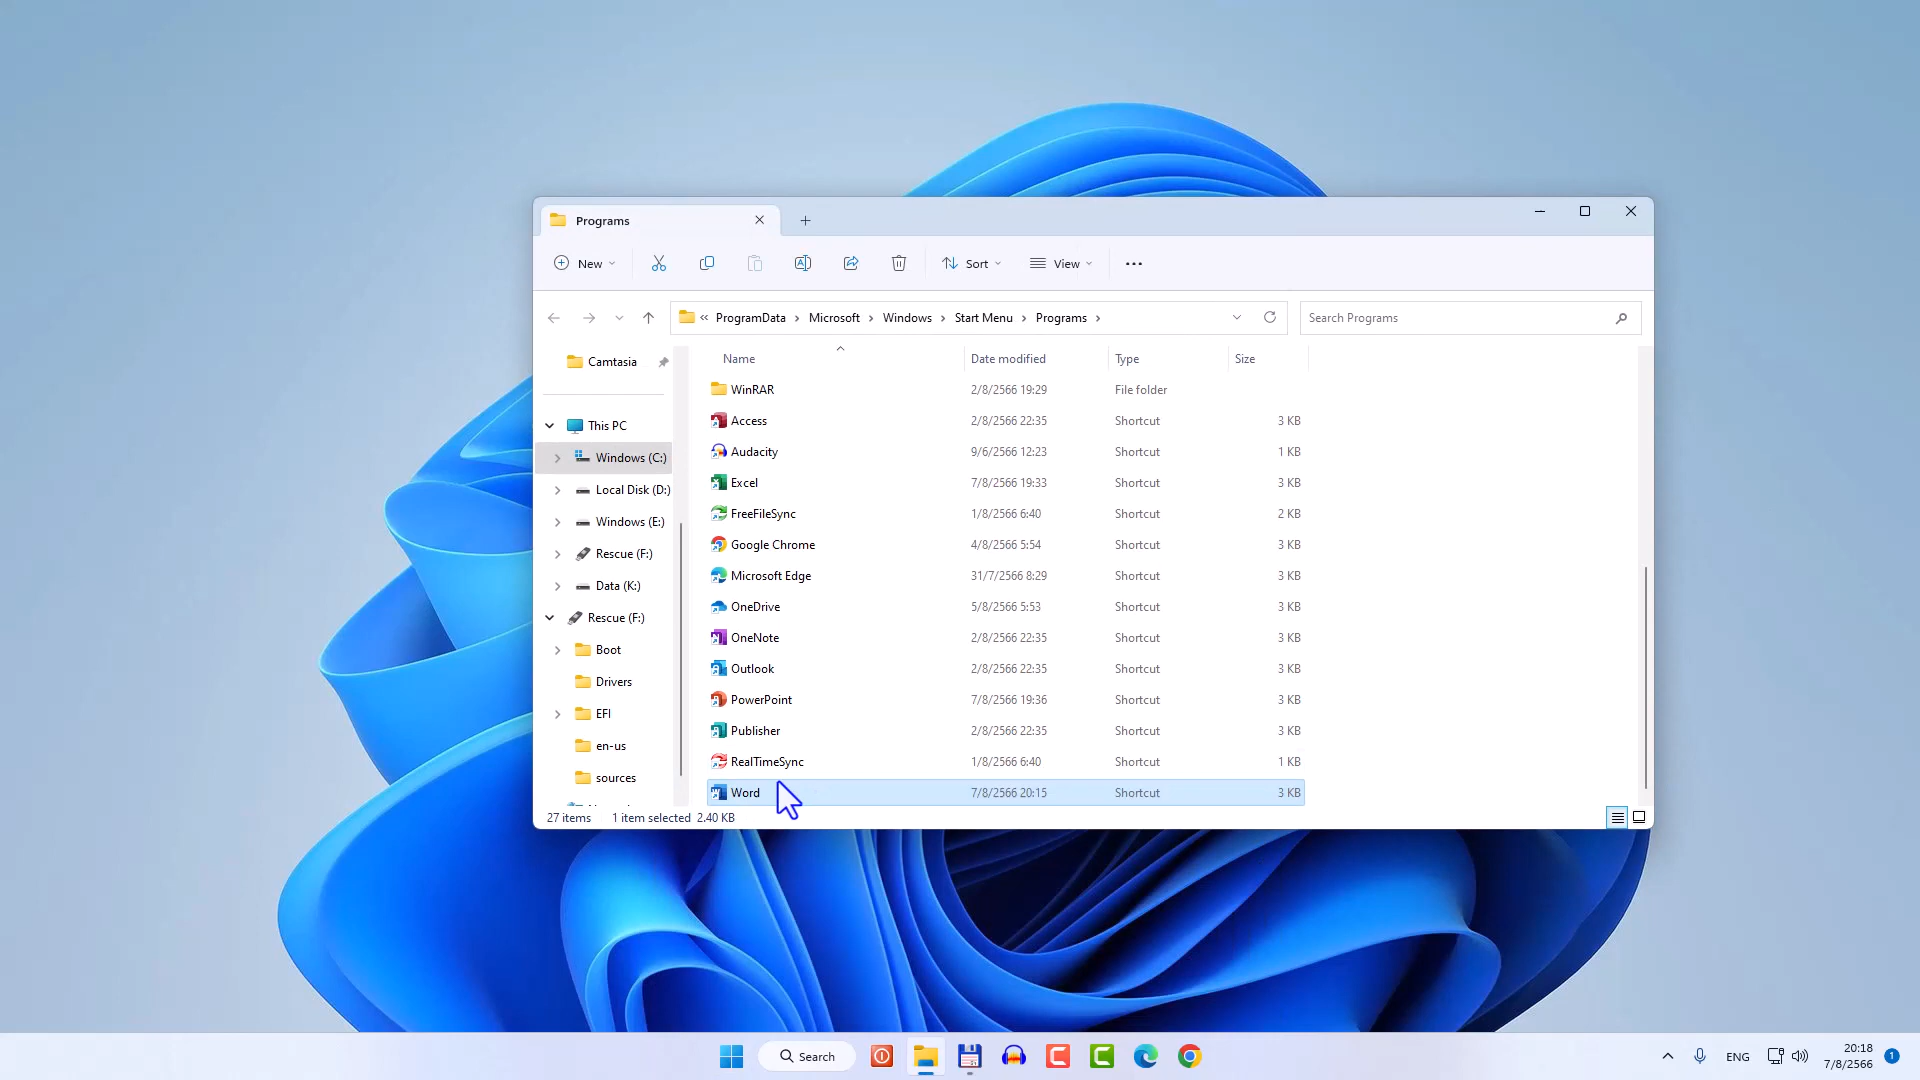 Programs
New
Sort
View
« ProgramData > Microsoft > Windows > Start Menu > Programs >
Search Programs
Camtasia
This PC
Windows (C:)
Local Disk (D:)
Windows (E:)
Rescue (F:)
Data (K:)
Rescue (F:)
Boot
Drivers
EFI
en-us
sources
Name Date modified Type Size
WinRAR 2/8/2566 19:29 File folder
Access 2/8/2566 22:35 Shortcut 3 KB
Audacity 9/6/2566 12:23 Shortcut 1 KB
Excel 7/8/2566 19:33 Shortcut 3 KB
FreeFileSync 1/8/2566 6:40 Shortcut 2 KB
Google Chrome 4/8/2566 5:54 Shortcut 3 KB
Microsoft Edge 31/7/2566 8:29 Shortcut 3 KB
OneDrive 5/8/2566 5:53 Shortcut 3 KB
OneNote 2/8/2566 22:35 Shortcut 3 KB
Outlook 2/8/2566 22:35 Shortcut 3 KB
PowerPoint 7/8/2566 19:36 Shortcut 3 KB
Publisher 2/8/2566 22:35 Shortcut 3 KB
RealTimeSync 1/8/2566 6:40 Shortcut 1 KB
Word 7/8/2566 20:15 Shortcut 3 KB
27 items 1 item selected 2.40 KB
Search
ENG
20:18
7/8/2566
1